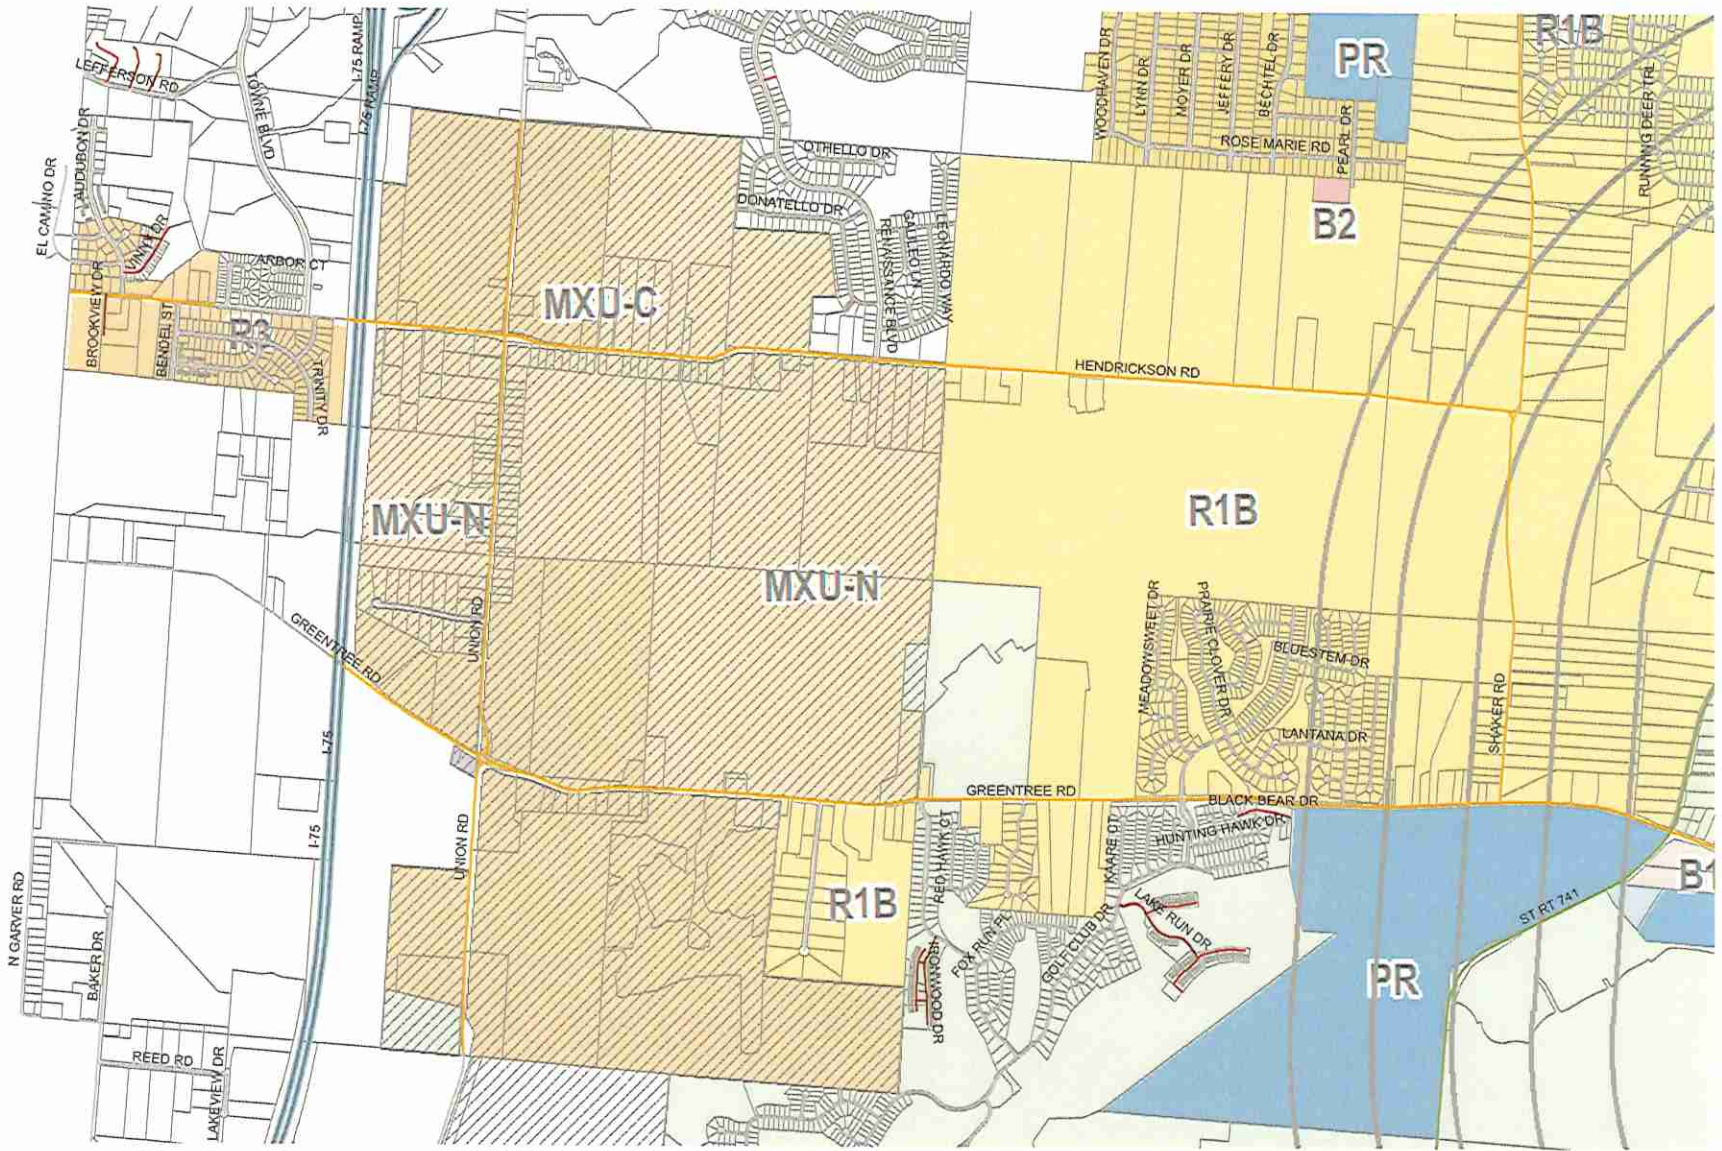 LEFFERSON RD
TOWNE BLVD
I-75 RAMP
I-75 RAMP
AUDUBON DR
EL CAMINO DR
VINNY DR
ARBOR CT
BROOKVIEW DR
BENDEL ST
R3
TRINITY DR
OTHELLO DR
DONATELLO DR
GALILEO LN
RENAISSANCE BLVD
LEONARDO WAY
MXU-C
WOODHAVEN DR
LYNN DR
MOYER DR
JEFFERY DR
BECHTEL DR
PR
PEARL DR
ROSE MARIE RD
R1B
RUNNING DEER TRL
B2
HENDRICKSON RD
MXU-N
MXU-N
R1B
GREENTREE RD
UNION RD
MEADOWSWEET DR
PRAIRIE CLOVER DR
BLUESTEM DR
LANTANA DR
SHAKER RD
I-75
I-75
GREENTREE RD
BLACK BEAR DR
HUNTING HAWK DR
UNION RD
R1B
RED HAWK CT
KAARE CT
B1
N GARVER RD
BAKER DR
IRONWOOD DR
FOX RUN PL
GOLF CLUB DR
LAKE RUN DR
ST RT 741
PR
REED RD
LAKEVIEW DR